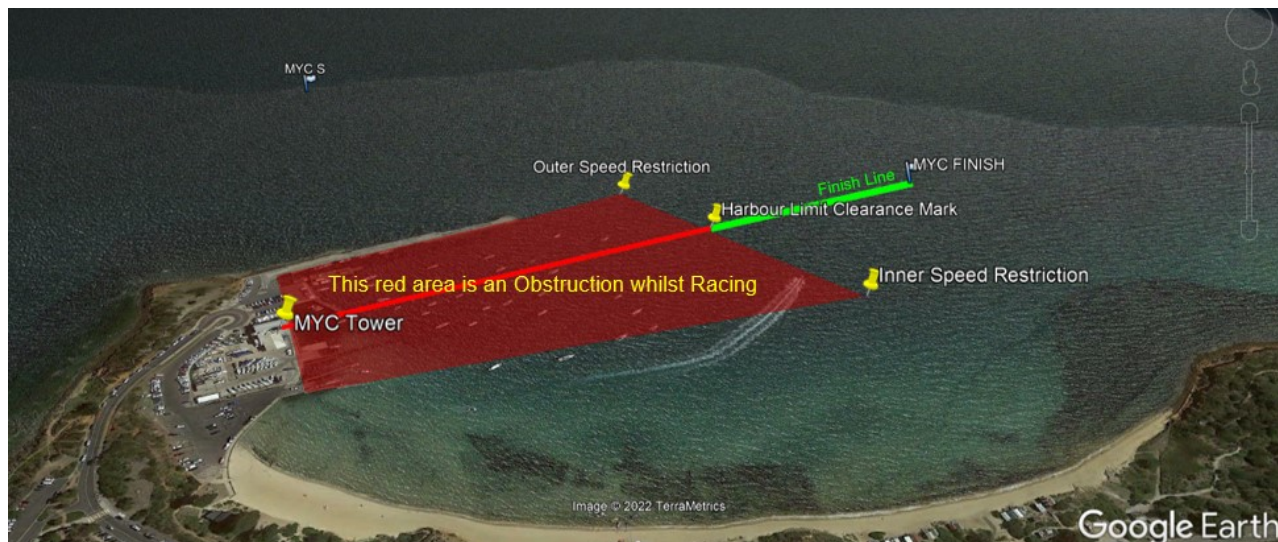 MYC S
Outer Speed Restriction
MYC FINISH
Finish Line
Harbour Limit Clearance Mark
Inner Speed Restriction
This red area is an Obstruction whilst Racing
MYC Tower
Image © 2022 TerraMetrics
Google Earth